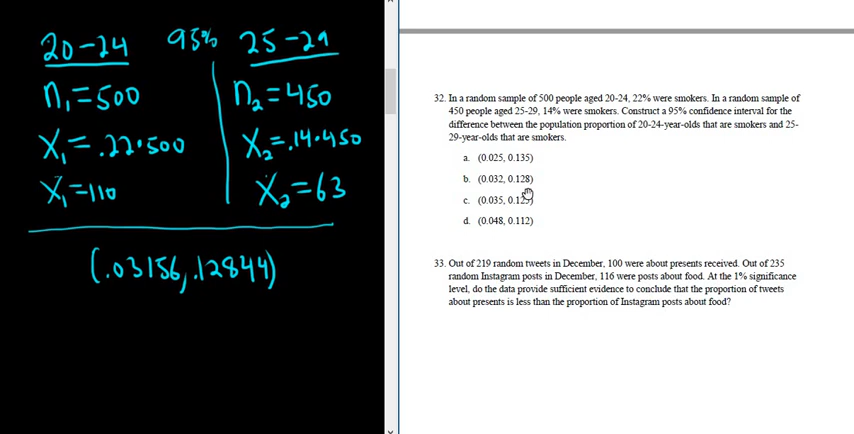 20-24 95% 25-29
n₁=500 n₂=450
x₁=.22·500 x₂=.14·450
x₁=110 x₂=63
(.03156,.12844)
32. In a random sample of 500 people aged 20-24, 22% were smokers. In a random sample of
450 people aged 25-29, 14% were smokers. Construct a 95% confidence interval for the
difference between the population proportion of 20-24-year-olds that are smokers and 25-
29-year-olds that are smokers.
a. (0.025, 0.135)
b. (0.032, 0.128)
c. (0.035,
d. (0.048, 0.112)
33. Out of 219 random tweets in December, 100 were about presents received. Out of 235
random Instagram posts in December, 116 were posts about food. At the 1% significance
level, do the data provide sufficient evidence to conclude that the proportion of tweets
about presents is less than the proportion of Instagram posts about food?